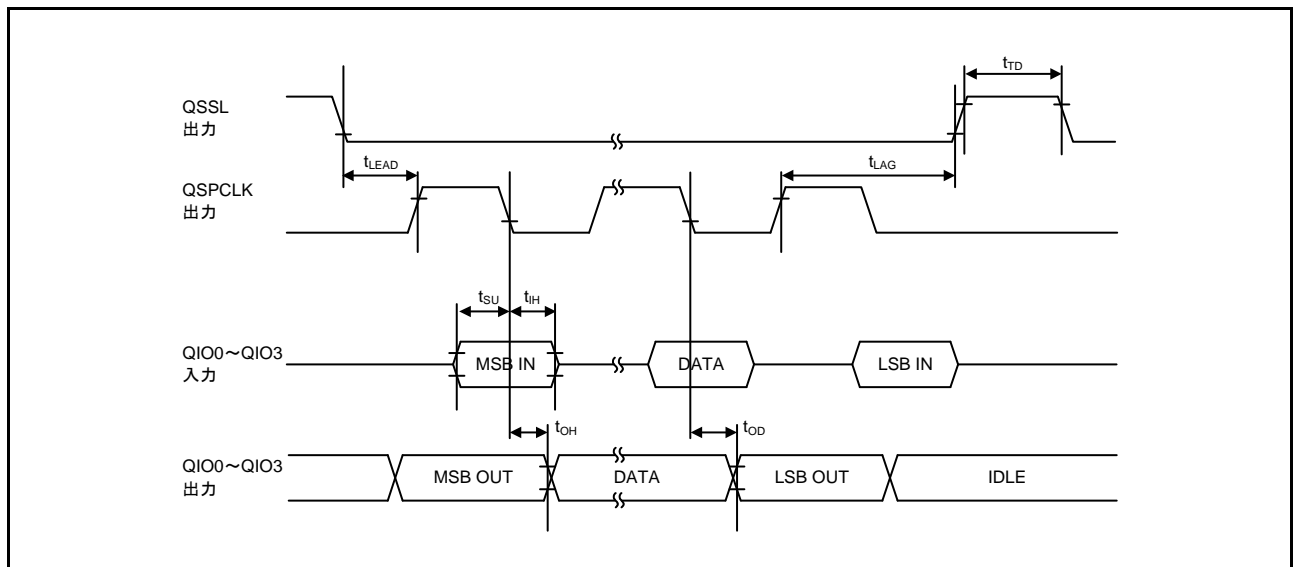 tTD
QSSL
出力
tLEAD
tLAG
QSPCLK
出力
tSU
tIH
QIO0～QIO3
入力
MSB IN
DATA
LSB IN
tOH
tOD
QIO0～QIO3
出力
MSB OUT
DATA
LSB OUT
IDLE